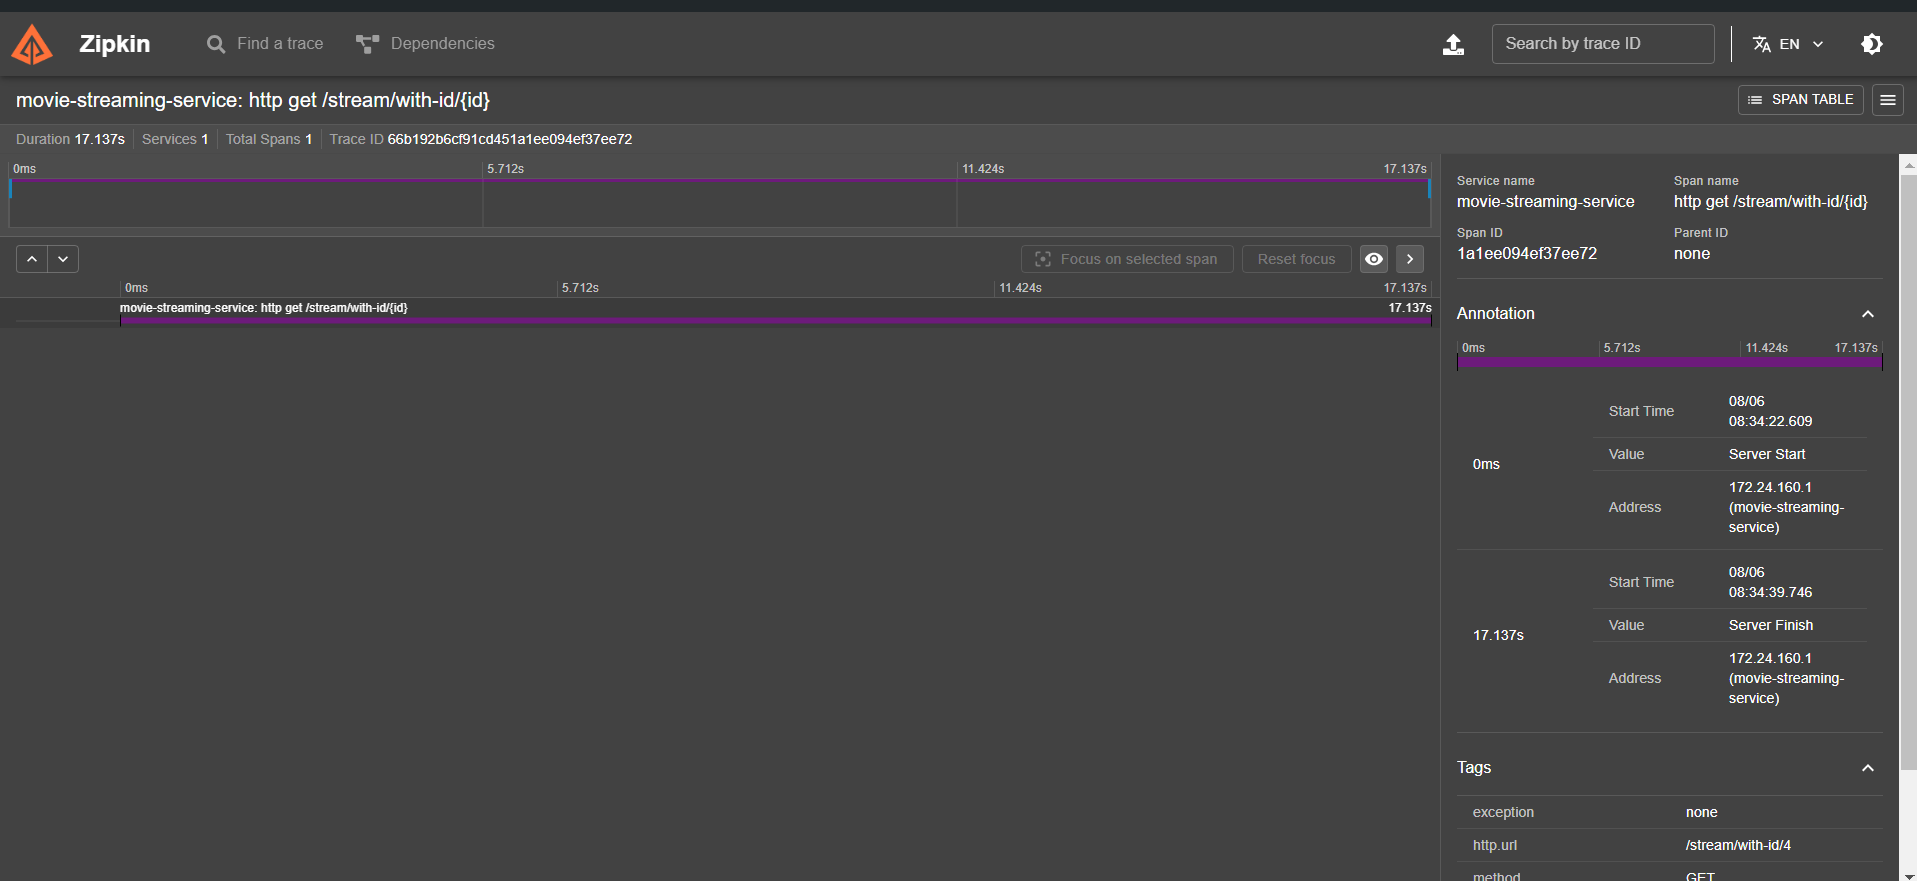 Zipkin
Find a trace
Dependencies
Search by trace ID
EN
movie-streaming-service: http get /stream/with-id/{id}
SPAN TABLE
Duration 17.137s Services 1 Total Spans 1 Trace ID 66b192b6cf91cd451a1ee094ef37ee72
0ms 5.712s 11.424s 17.137s
Focus on selected span
Reset focus
0ms 5.712s 11.424s 17.137s
movie-streaming-service: http get /stream/with-id/{id} 17.137s
Service name Span name
movie-streaming-service http get /stream/with-id/{id}
Span ID Parent ID
1a1ee094ef37ee72 none
Annotation
0ms 5.712s 11.424s 17.137s
0ms
Start Time 08/06
08:34:22.609
Value Server Start
Address 172.24.160.1
(movie-streaming-
service)
17.137s
Start Time 08/06
08:34:39.746
Value Server Finish
Address 172.24.160.1
(movie-streaming-
service)
Tags
exception none
http.url /stream/with-id/4
method GET